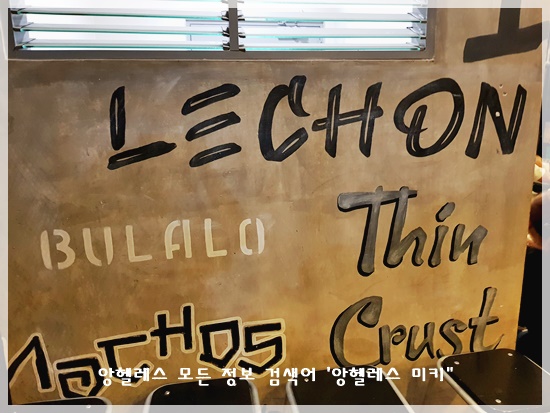 LECHON
BULALO
Thin
Crust
NACHOS
앙헬레스 모든 정보 검색어 '앙헬레스 미키"